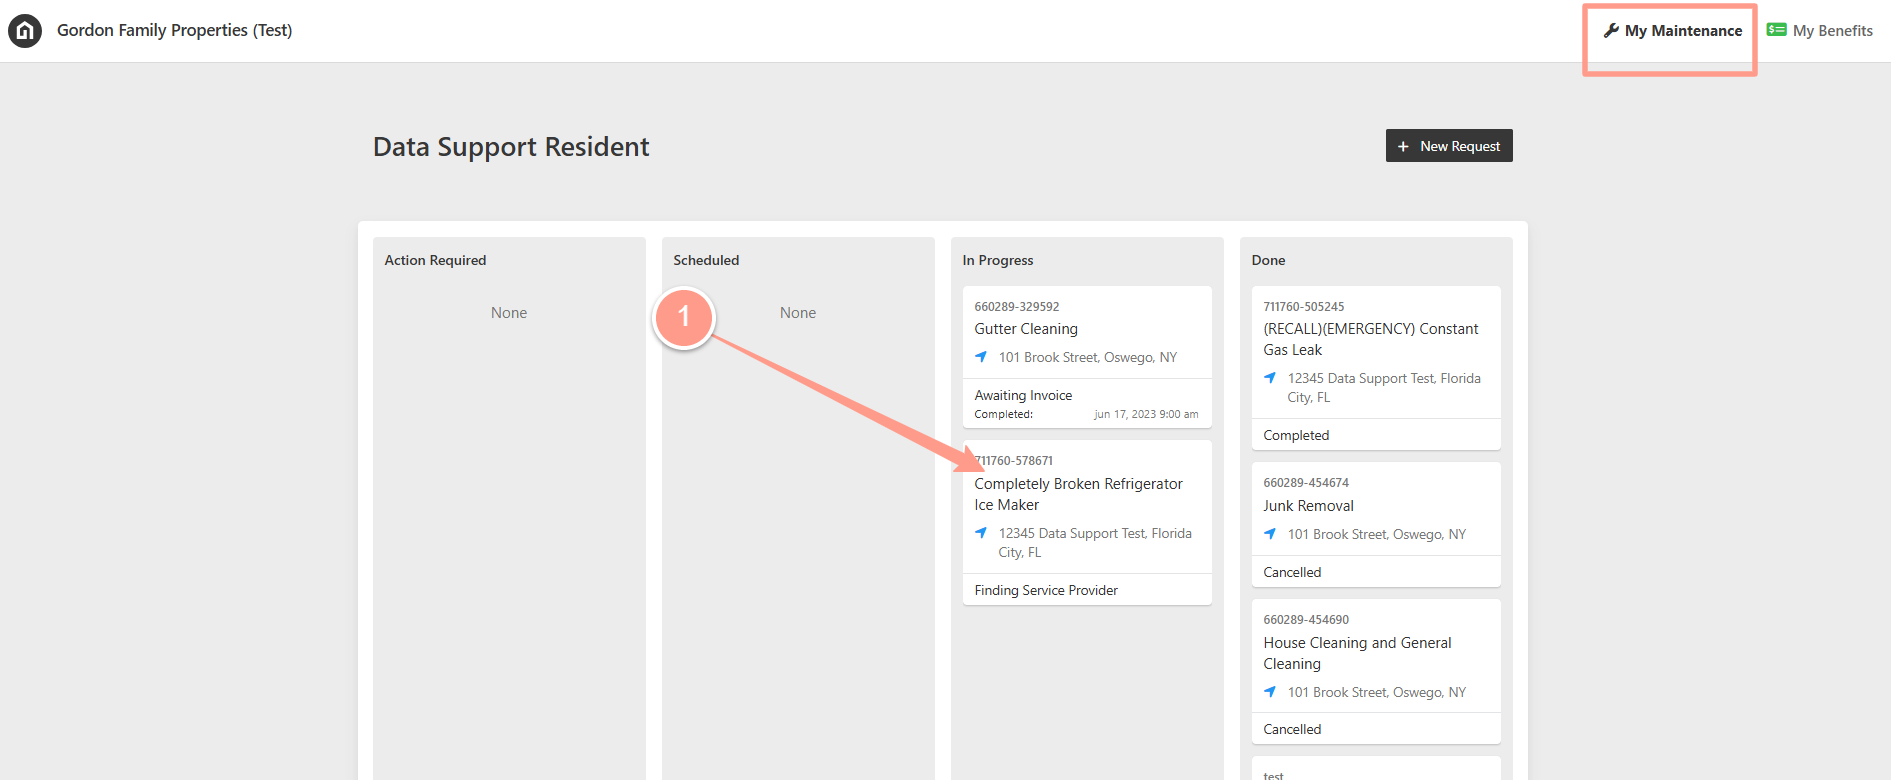 Gordon Family Properties (Test)
My Maintenance
My Benefits
Data Support Resident
+ New Request
Action Required
None
Scheduled
None
1
In Progress
660289-329592
Gutter Cleaning
101 Brook Street, Oswego, NY
Awaiting Invoice
Completed: jun 17, 2023 9:00 am
711760-578671
Completely Broken Refrigerator
Ice Maker
12345 Data Support Test, Florida
City, FL
Finding Service Provider
Done
711760-505245
(RECALL)(EMERGENCY) Constant
Gas Leak
12345 Data Support Test, Florida
City, FL
Completed
660289-454674
Junk Removal
101 Brook Street, Oswego, NY
Cancelled
660289-454690
House Cleaning and General
Cleaning
101 Brook Street, Oswego, NY
Cancelled
test